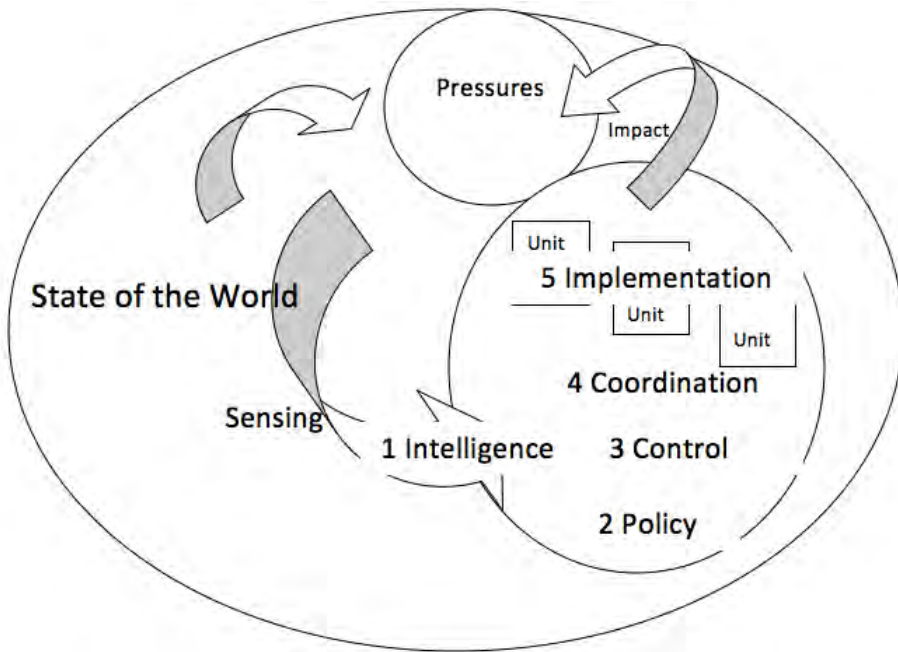 Pressures
Impact
Unit
5 Implementation
State of the World
Unit
Unit
4 Coordination
Sensing
1 Intelligence
3 Control
2 Policy